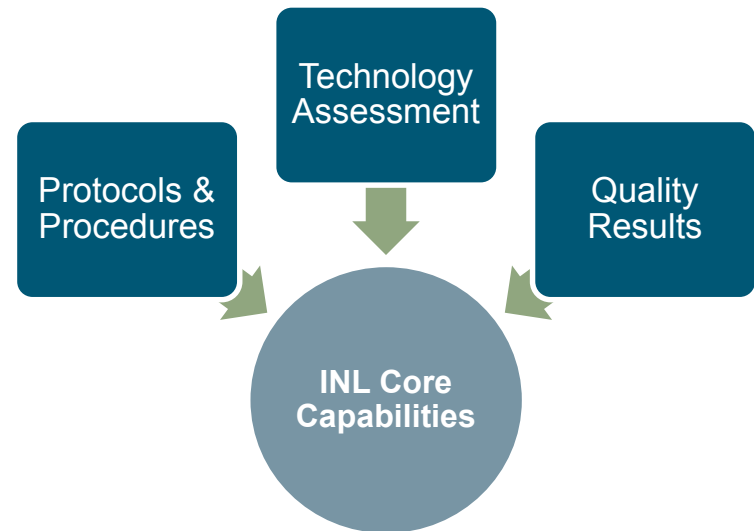 Technology
Assessment
Protocols &
Procedures
Quality
Results
INL Core
Capabilities